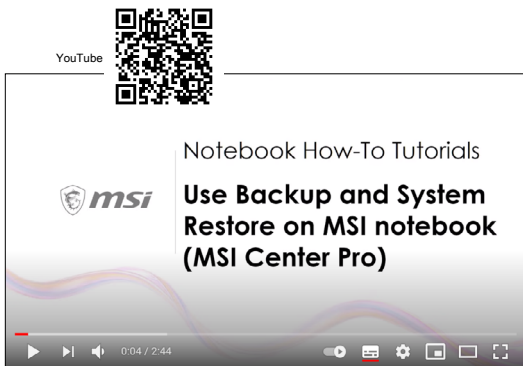 YouTube
Notebook How-To Tutorials
msi
Use Backup and System
Restore on MSI notebook
(MSI Center Pro)
0:04 / 2:44